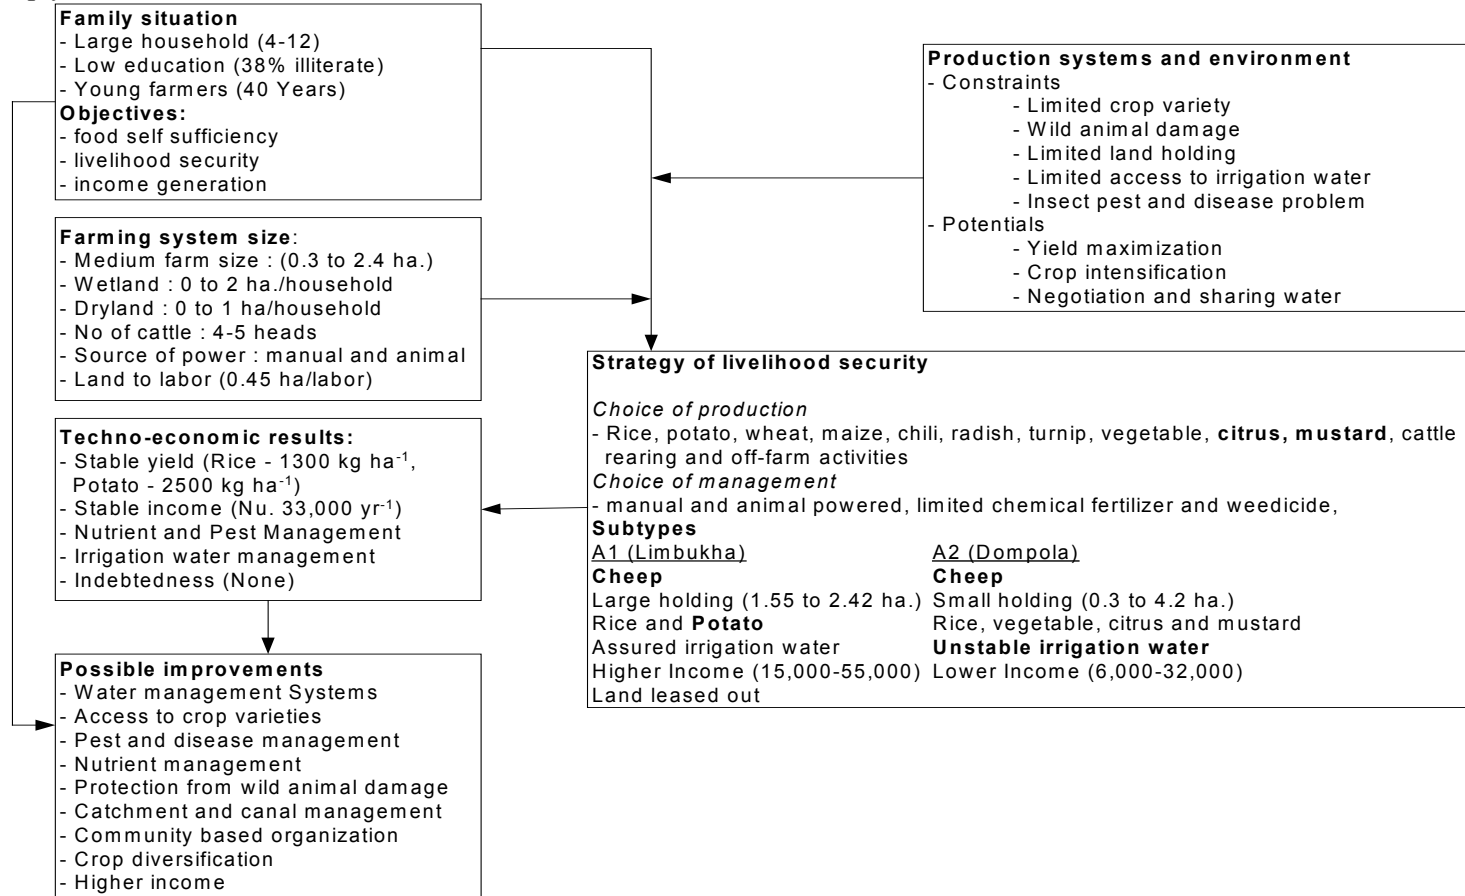 Family situation
- Large household (4-12)
- Low education (38% illiterate)
- Young farmers (40 Years)
Objectives:
- food self sufficiency
- livelihood security
- income generation
Production systems and environment
- Constraints
- Limited crop variety
- Wild animal damage
- Limited land holding
- Limited access to irrigation water
- Insect pest and disease problem
- Potentials
- Yield maximization
- Crop intensification
- Negotiation and sharing water
Farming system size:
- Medium farm size : (0.3 to 2.4 ha.)
- Wetland : 0 to 2 ha./household
- Dryland : 0 to 1 ha/household
- No of cattle : 4-5 heads
- Source of power : manual and animal
- Land to labor (0.45 ha/labor)
Strategy of livelihood security
Choice of production
- Rice, potato, wheat, maize, chili, radish, turnip, vegetable, citrus, mustard, cattle
rearing and off-farm activities
Choice of management
- manual and animal powered, limited chemical fertilizer and weedicide,
Subtypes
A1 (Limbukha)
Cheep
Large holding (1.55 to 2.42 ha.)
Rice and Potato
Assured irrigation water
Higher Income (15,000-55,000)
Land leased out
A2 (Dompola)
Cheep
Small holding (0.3 to 4.2 ha.)
Rice, vegetable, citrus and mustard
Unstable irrigation water
Lower Income (6,000-32,000)
Techno-economic results:
- Stable yield (Rice - 1300 kg ha⁻¹,
Potato - 2500 kg ha⁻¹)
- Stable income (Nu. 33,000 yr⁻¹)
- Nutrient and Pest Management
- Irrigation water management
- Indebtedness (None)
Possible improvements
- Water management Systems
- Access to crop varieties
- Pest and disease management
- Nutrient management
- Protection from wild animal damage
- Catchment and canal management
- Community based organization
- Crop diversification
- Higher income